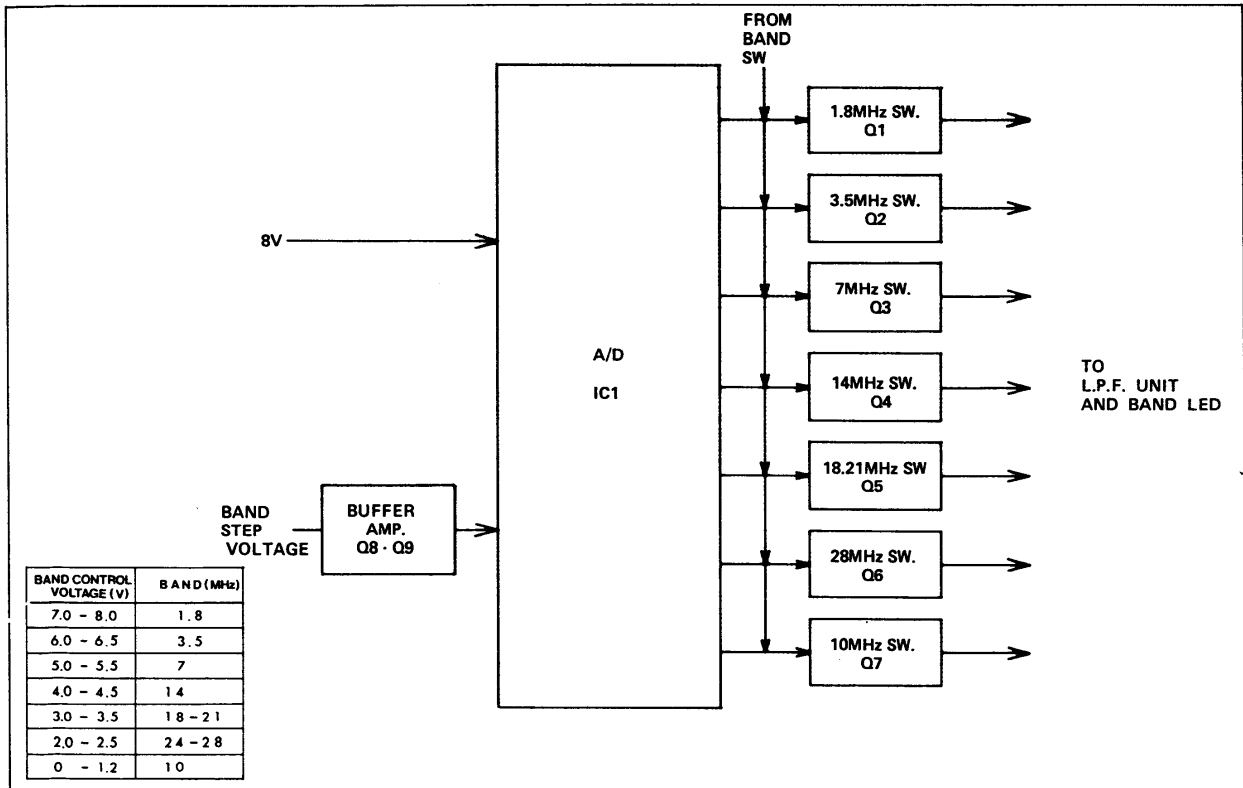 FROM
BAND
SW
1.8MHz SW.
Q1
3.5MHz SW.
Q2
8V
7MHz SW.
Q3
A/D
IC1
14MHz SW.
Q4
TO
L.P.F. UNIT
AND BAND LED
18.21MHz SW
Q5
BAND
STEP
VOLTAGE
BUFFER
AMP.
Q8 · Q9
28MHz SW.
Q6
10MHz SW.
Q7
BAND CONTROL VOLTAGE (V) BAND (MHz)
7.0 - 8.0 1.8
6.0 - 6.5 3.5
5.0 - 5.5 7
4.0 - 4.5 14
3.0 - 3.5 18-21
2.0 - 2.5 24-28
0 - 1.2 10